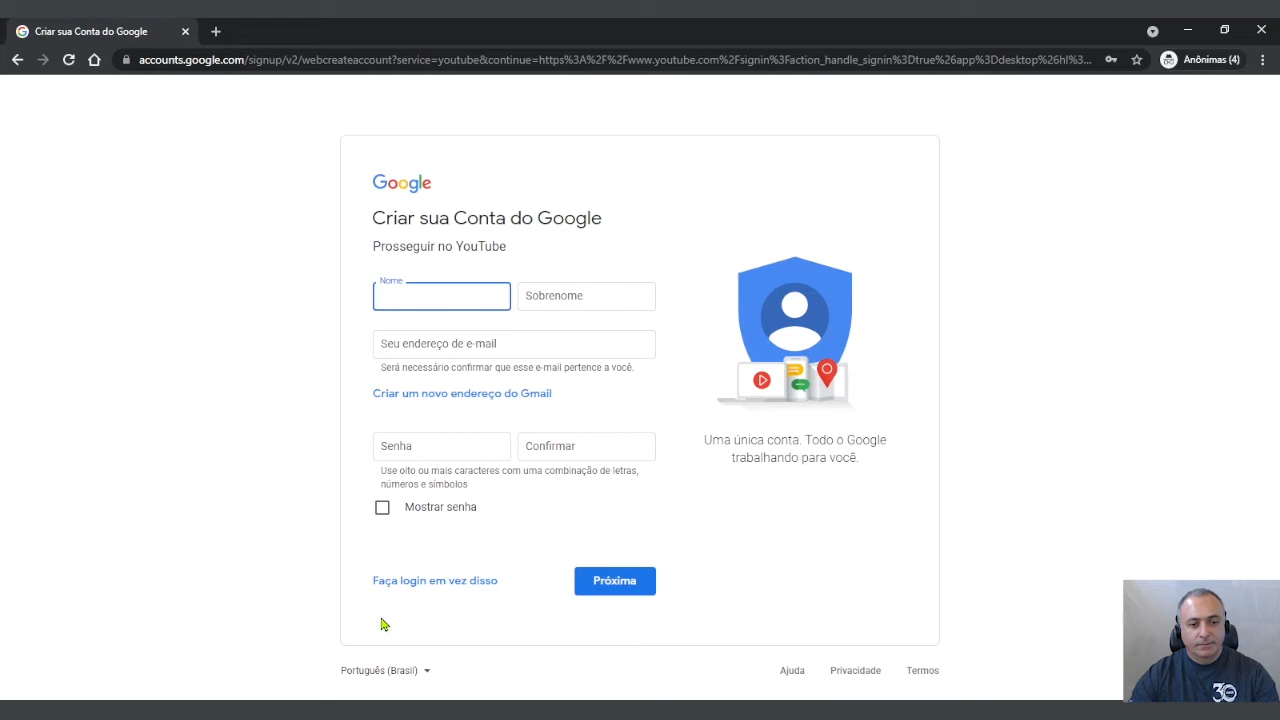 Criar sua Conta do Google
accounts.google.com/signup/v2/webcreateaccount?service=youtube&continue=https%3A%2F%2Fwww.youtube.com%2Fsignin%3Faction_handle_signin%3Dtrue%26app%3Ddesktop%26hl%3...
Anônimas (4)
Google
Criar sua Conta do Google
Prosseguir no YouTube
Nome
Sobrenome
Seu endereço de e-mail
Será necessário confirmar que esse e-mail pertence a você.
Criar um novo endereço do Gmail
Senha
Confirmar
Use oito ou mais caracteres com uma combinação de letras,
números e símbolos
Mostrar senha
Faça login em vez disso
Próxima
Uma única conta. Todo o Google
trabalhando para você.
Português (Brasil)
Ajuda
Privacidade
Termos